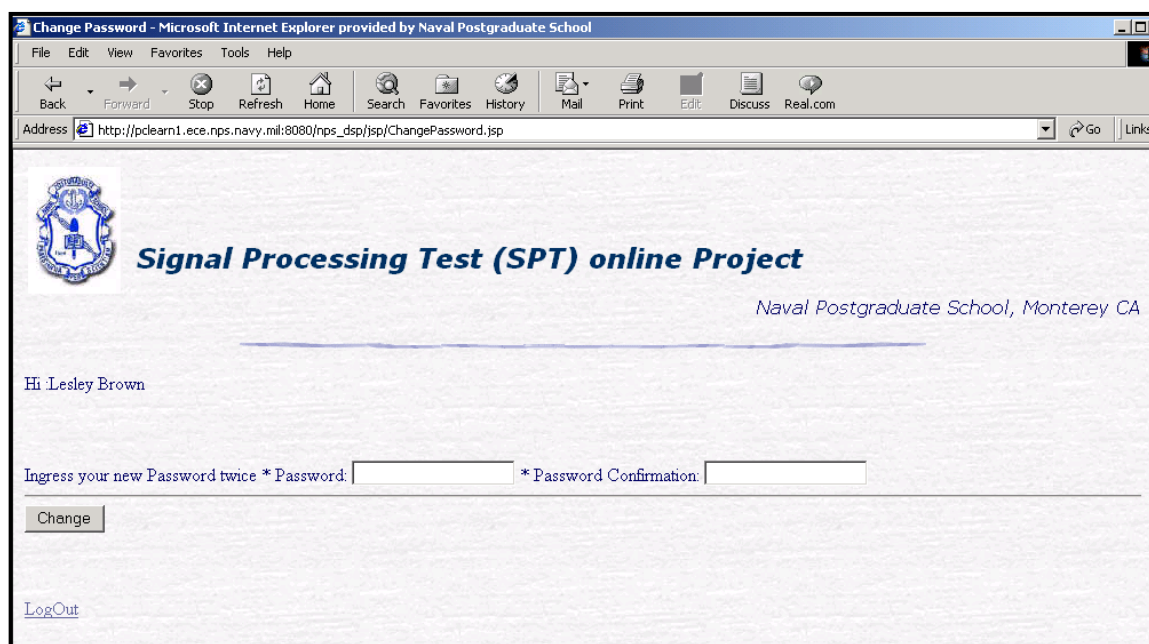 Change Password - Microsoft Internet Explorer provided by Naval Postgraduate School
File Edit View Favorites Tools Help
Back Forward Stop Refresh Home Search Favorites History Mail Print Edit Discuss Real.com
Address http://pclearn1.ece.nps.navy.mil:8080/nps_dsp/jsp/ChangePassword.jsp Go Links
Signal Processing Test (SPT) online Project
Naval Postgraduate School, Monterey CA
Hi :Lesley Brown
Ingress your new Password twice * Password: * Password Confirmation:
Change
LogOut